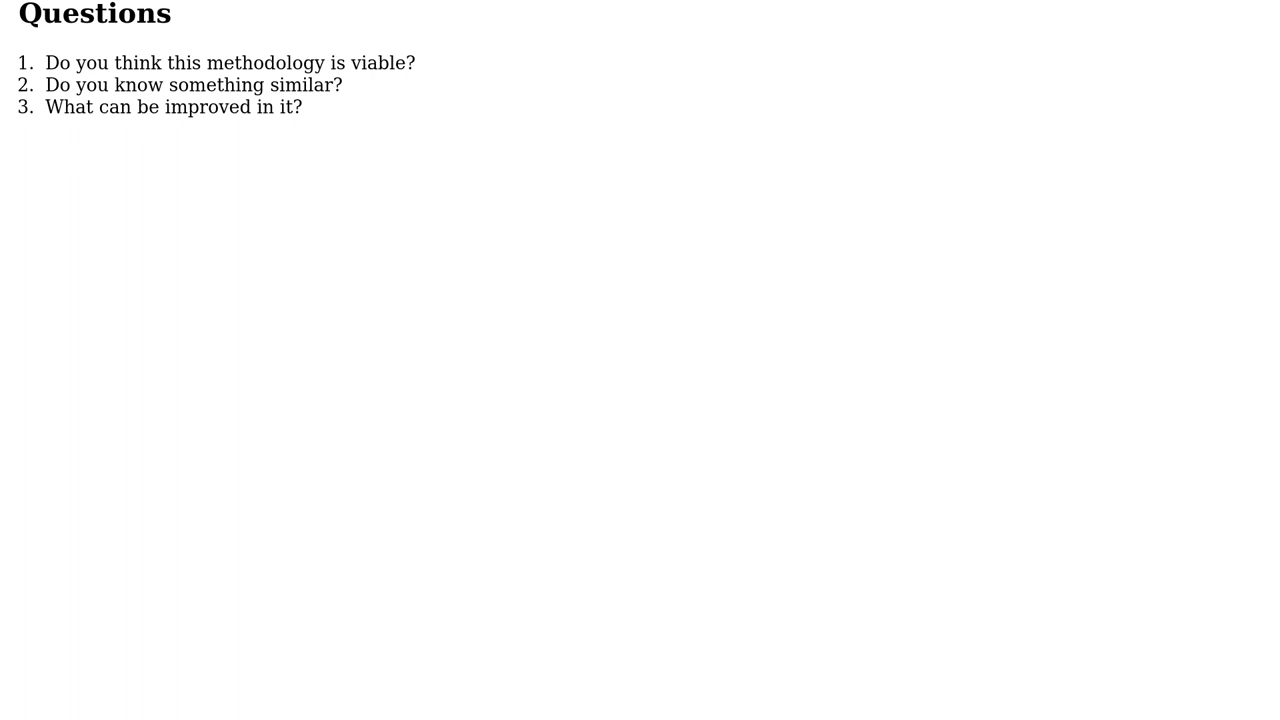 Questions
1. Do you think this methodology is viable?
2. Do you know something similar?
3. What can be improved in it?